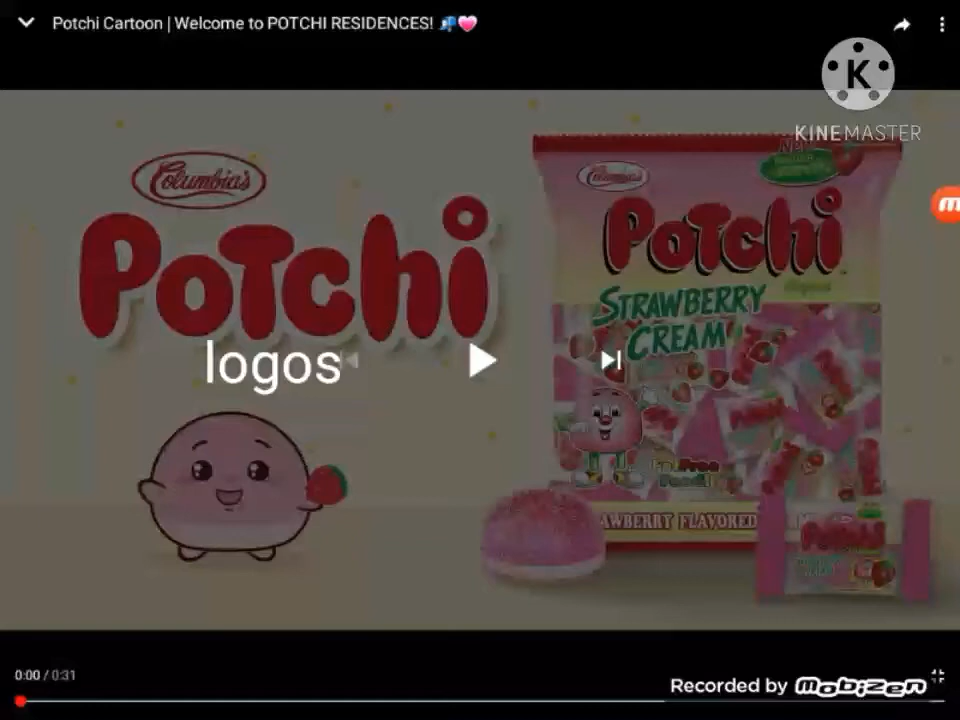 Potchi Cartoon | Welcome to POTCHI RESIDENCES! 📬💗
K
KINEMASTER
Columbia's
Potchi
logos
Columbia's
Potchi
STRAWBERRY
CREAM
AWBERRY FLAVORED
Potchi
0:00 / 0:31
Recorded by mobizen